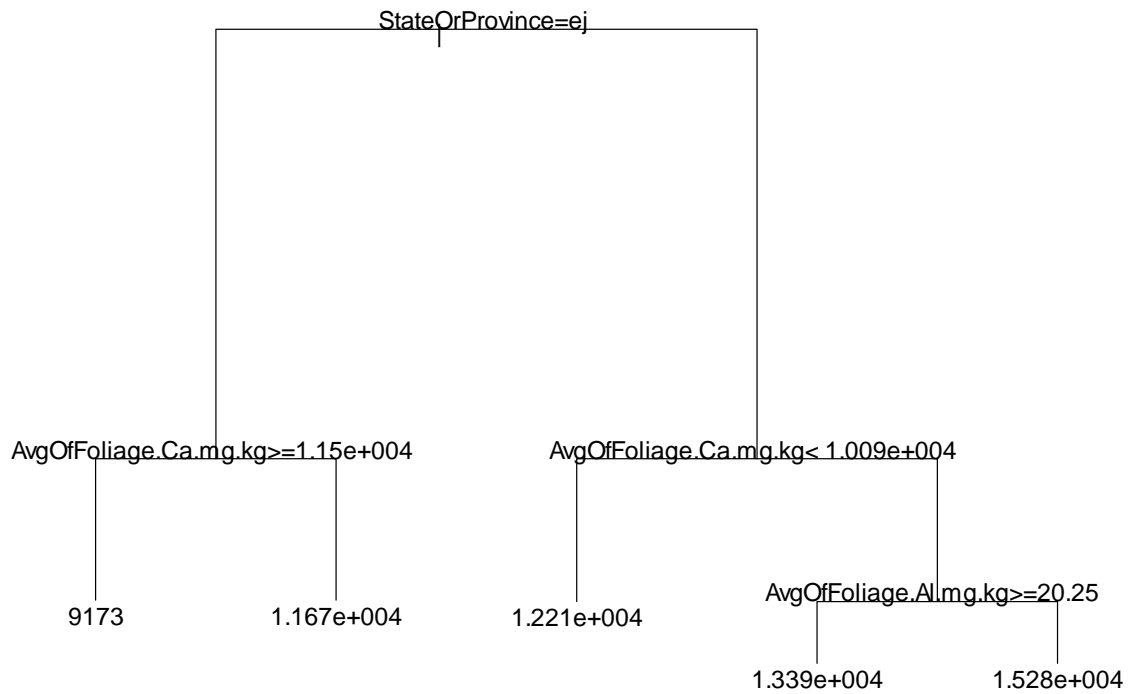 StateOrProvince=ej
AvgOfFoliage.Ca.mg.kg>=1.15e+004
AvgOfFoliage.Ca.mg.kg< 1.009e+004
AvgOfFoliage.Al.mg.kg>=20.25
9173
1.167e+004
1.221e+004
1.339e+004
1.528e+004